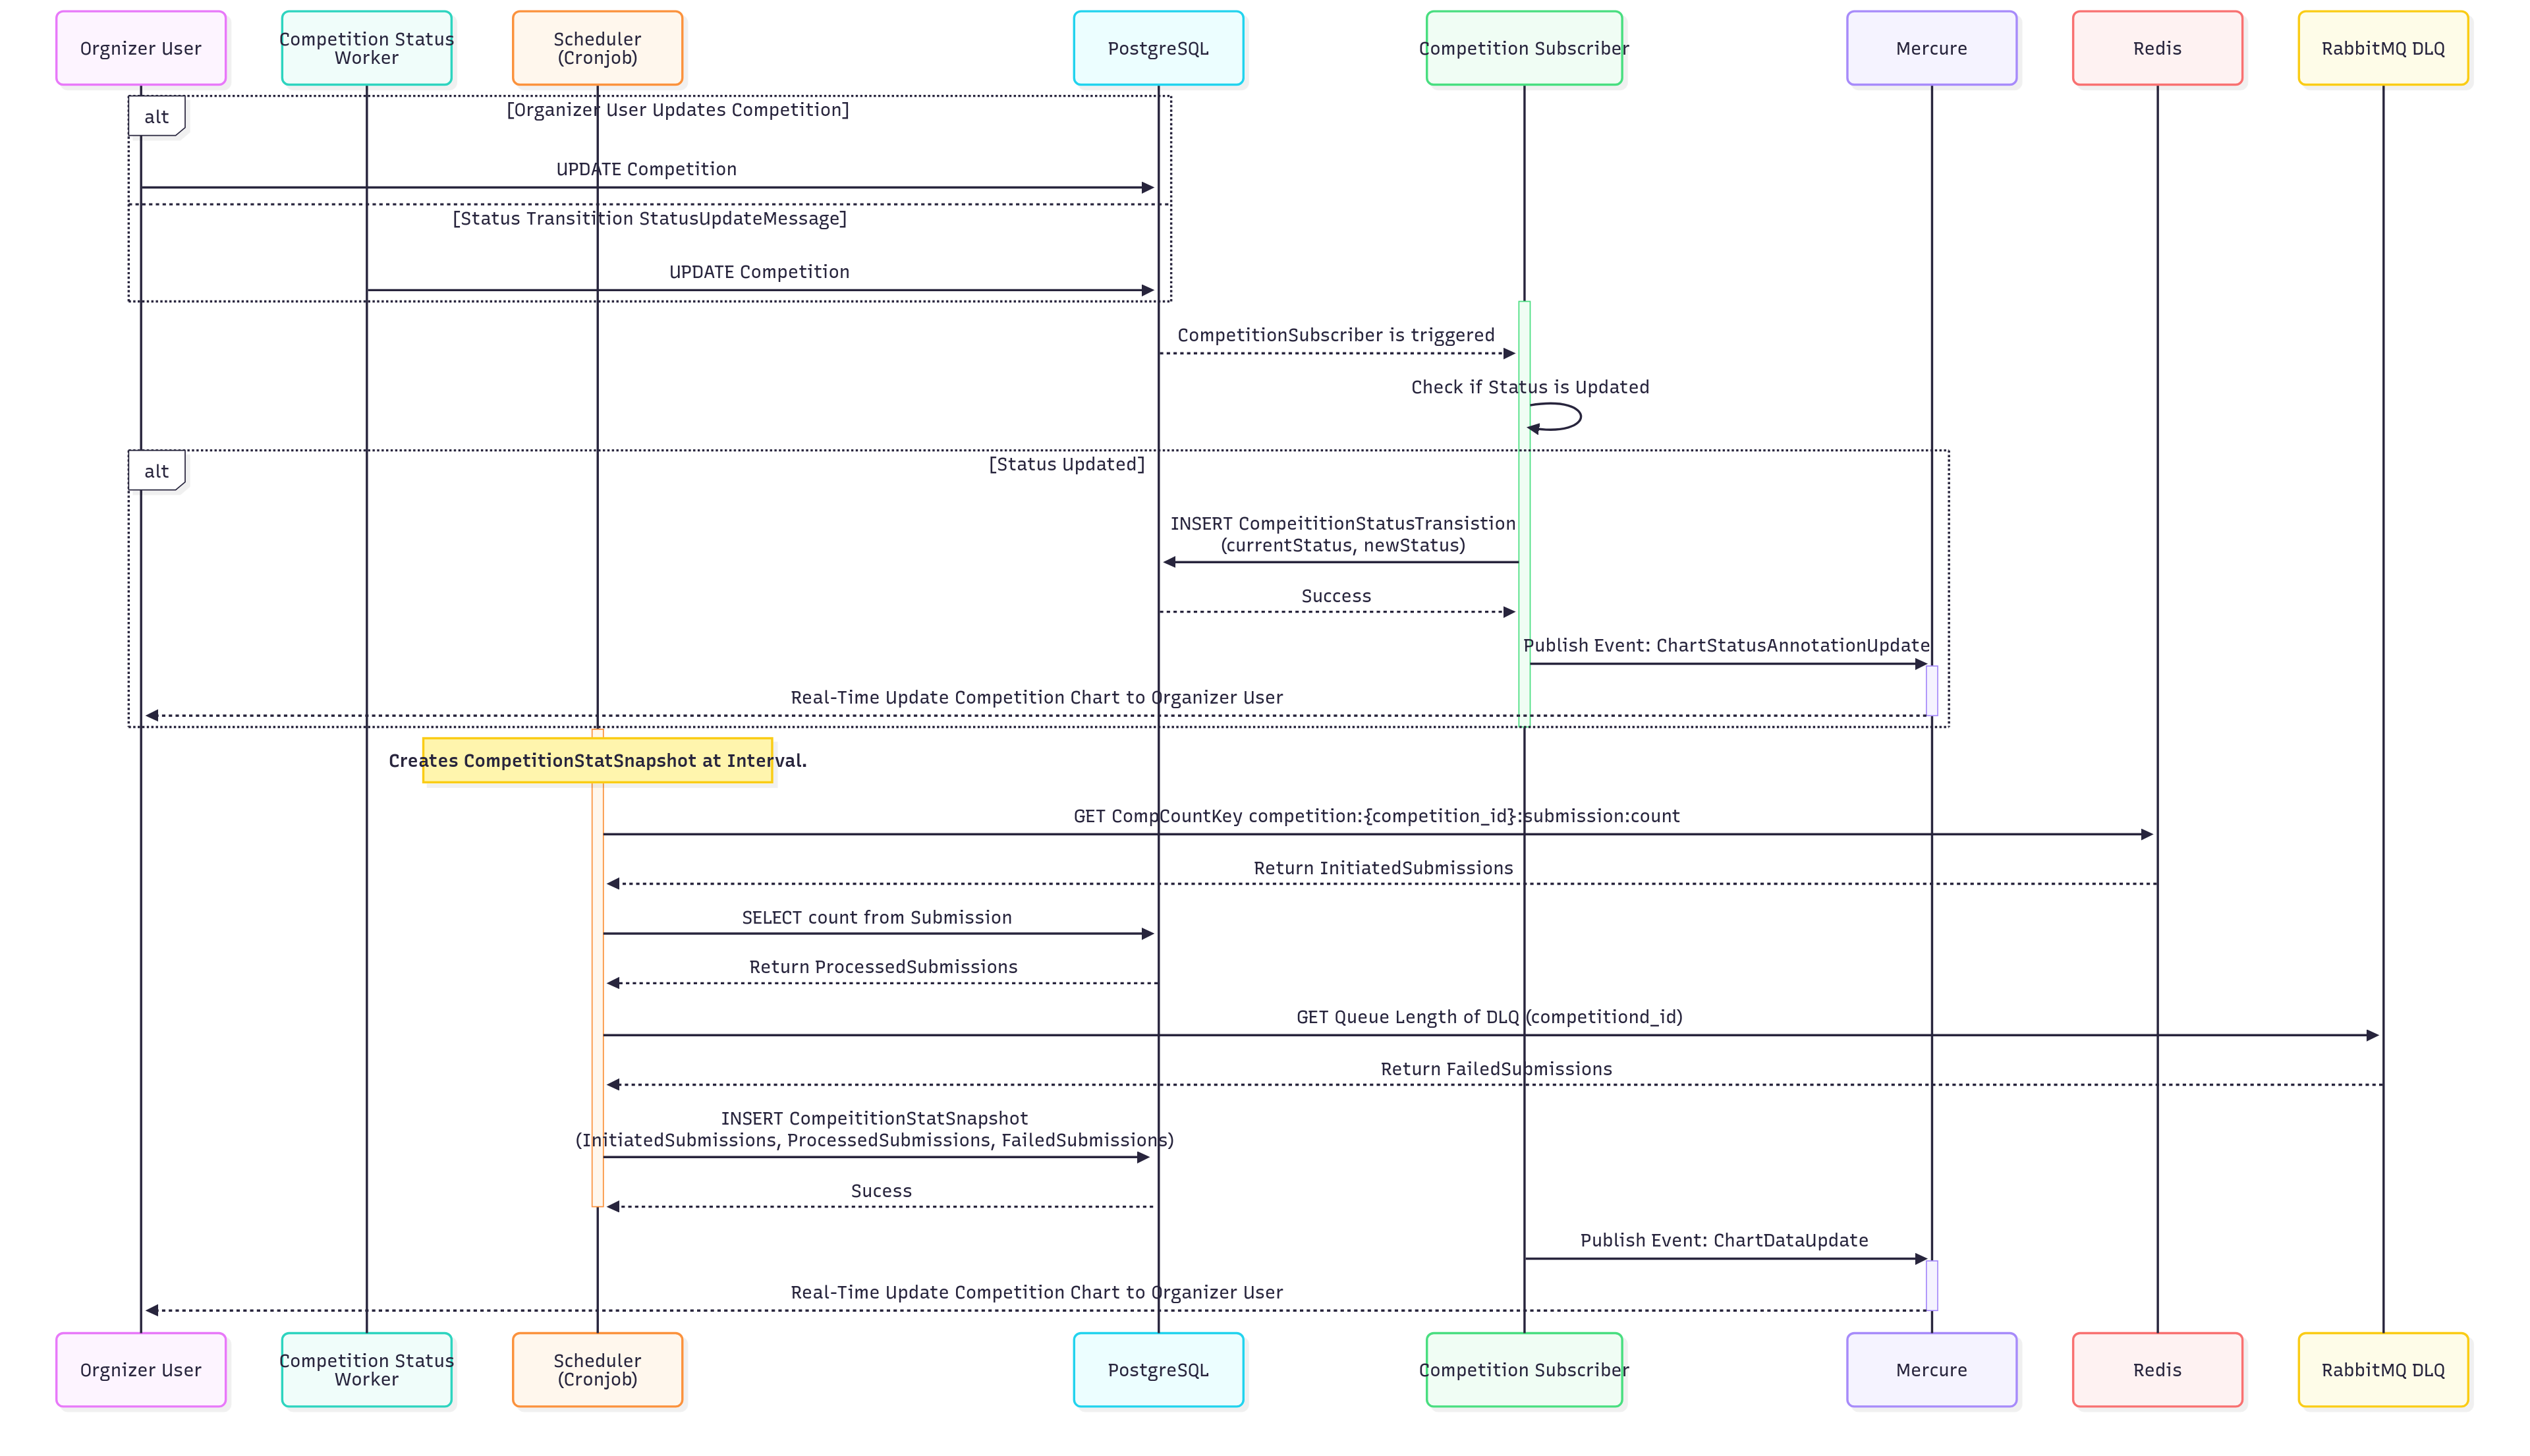 Orgnizer User
Competition Status
Worker
Scheduler
(Cronjob)
PostgreSQL
Competition Subscriber
Mercure
Redis
RabbitMQ DLQ
alt
[Organizer User Updates Competition]
UPDATE Competition
[Status Transitition StatusUpdateMessage]
UPDATE Competition
CompetitionSubscriber is triggered
Check if Status is Updated
alt
[Status Updated]
INSERT CompeititionStatusTransistion
(currentStatus, newStatus)
Success
Publish Event: ChartStatusAnnotationUpdate
Real-Time Update Competition Chart to Organizer User
Creates CompetitionStatSnapshot at Interval.
GET CompCountKey competition:{competition_id}:submission:count
Return InitiatedSubmissions
SELECT count from Submission
Return ProcessedSubmissions
GET Queue Length of DLQ (competitiond_id)
Return FailedSubmissions
INSERT CompeititionStatSnapshot
(InitiatedSubmissions, ProcessedSubmissions, FailedSubmissions)
Sucess
Publish Event: ChartDataUpdate
Real-Time Update Competition Chart to Organizer User
Orgnizer User
Competition Status
Worker
Scheduler
(Cronjob)
PostgreSQL
Competition Subscriber
Mercure
Redis
RabbitMQ DLQ